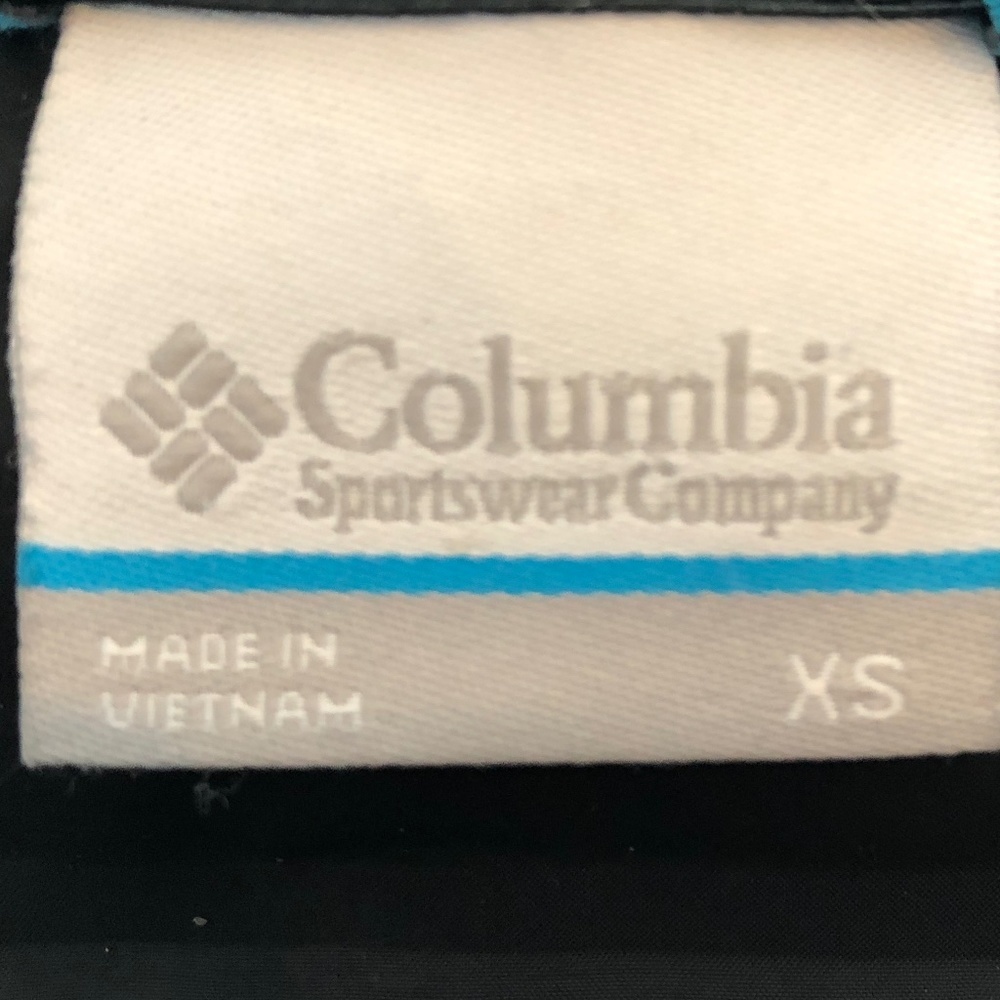 Columbia
Sportswear Company
MADE IN
VIETNAM
XS